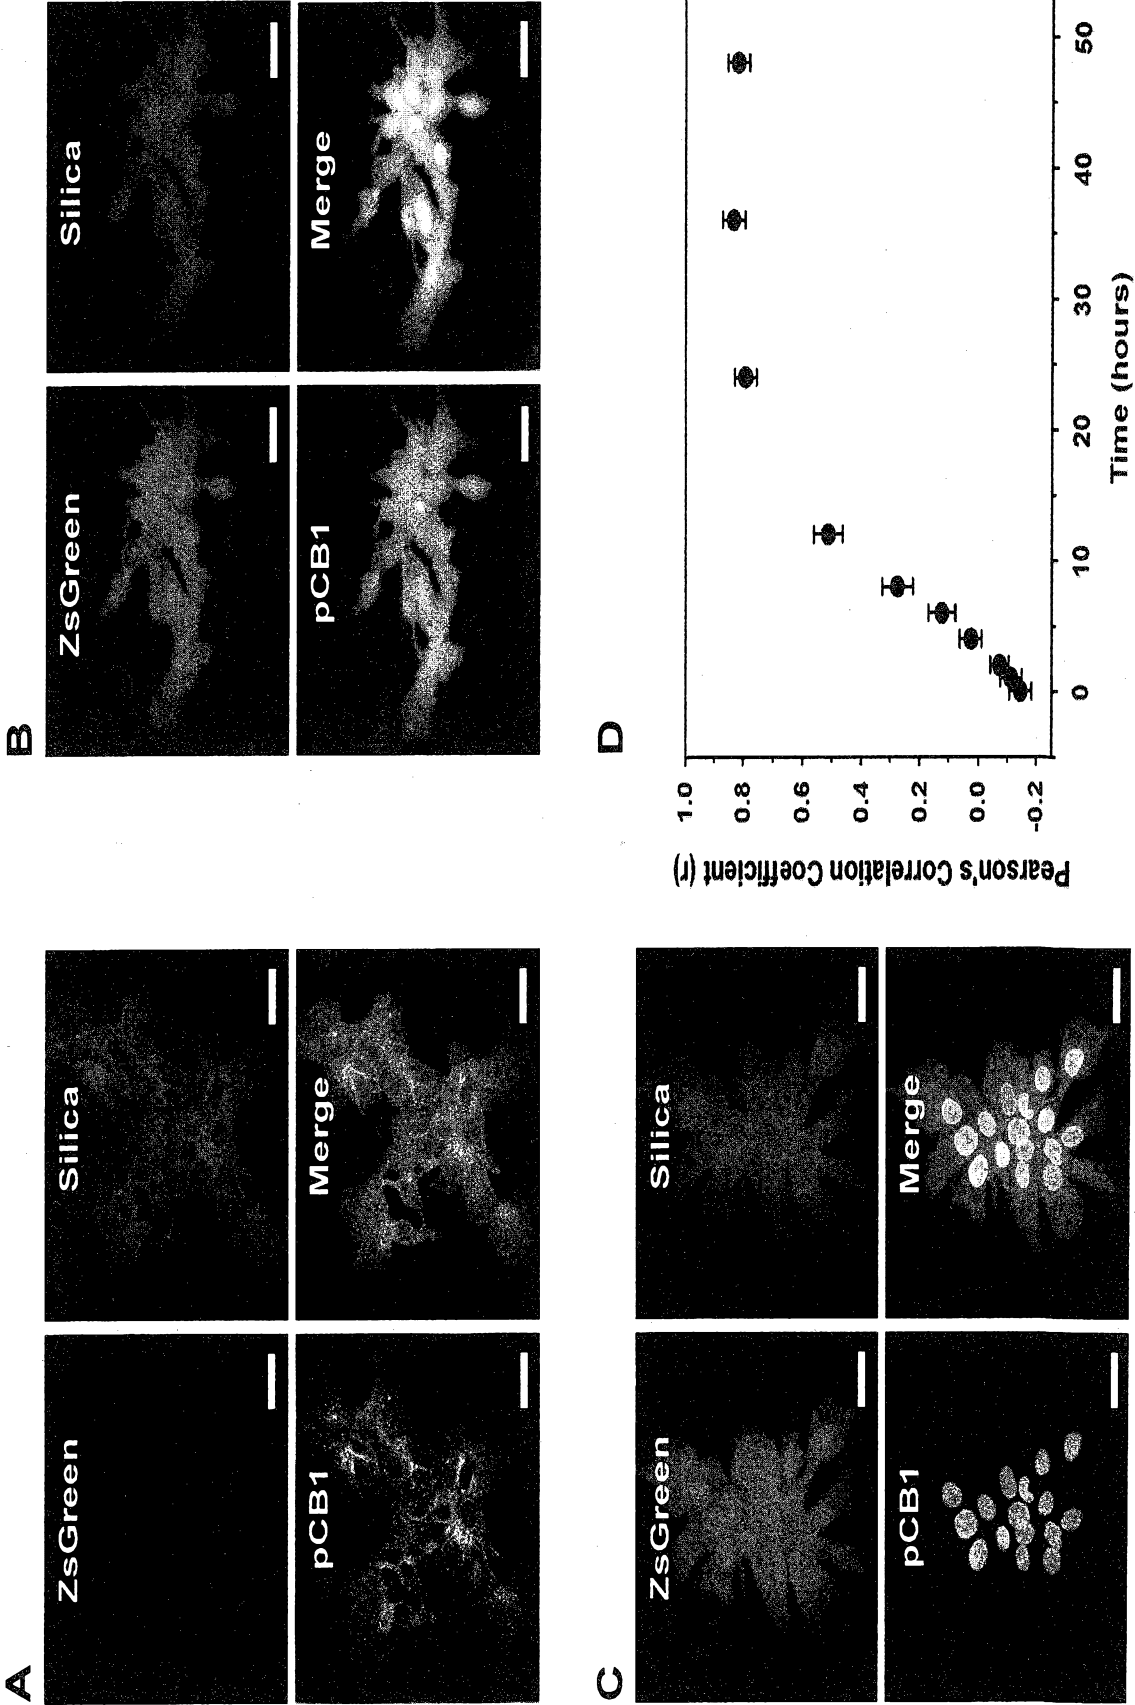 A
ZsGreen
Silica
pCB1
Merge
B
ZsGreen
Silica
pCB1
Merge
C
ZsGreen
Silica
pCB1
Merge
D
Pearson's Correlation Coefficient (r)
1.0
0.8
0.6
0.4
0.2
0.0
-0.2
0 10 20 30 40 50
Time (hours)